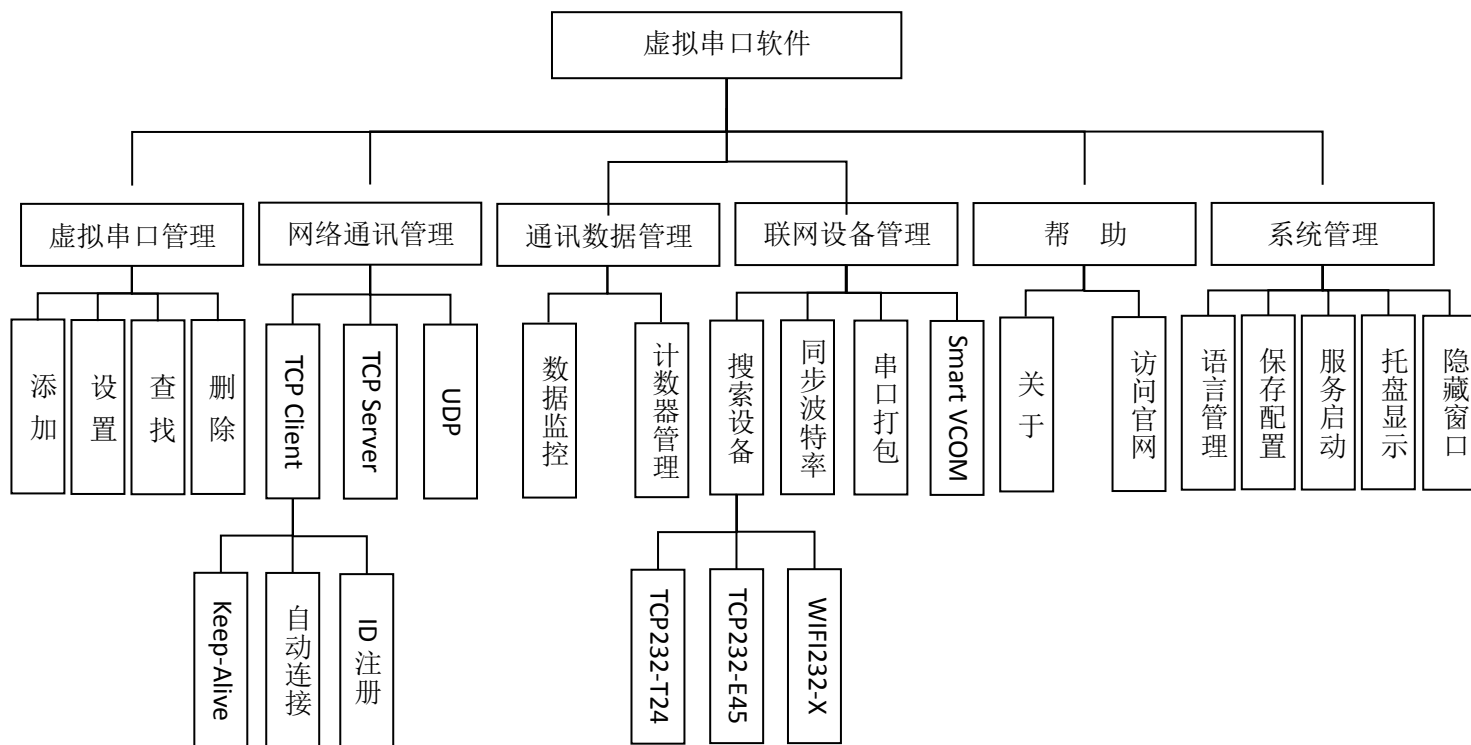 虚拟串口软件
虚拟串口管理
网络通讯管理
通讯数据管理
联网设备管理
帮 助
系统管理
添加
设置
查找
删除
TCP Client
TCP Server
UDP
数据监控
计数器管理
搜索设备
同步波特率
串口打包
Smart VCOM
关于
访问官网
语言管理
保存配置
服务启动
托盘显示
隐藏窗口
Keep-Alive
自动连接
ID 注册
TCP232-T24
TCP232-E45
WIFI232-X